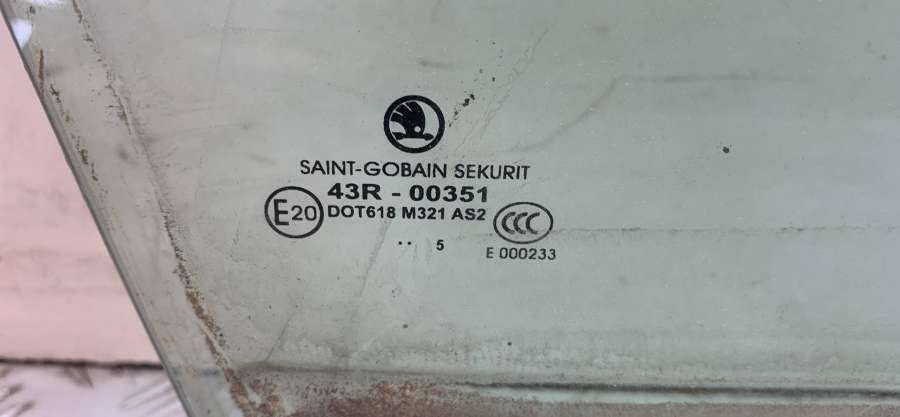 SAINT-GOBAIN SEKURIT
43R - 00351
E20
DOT618 M321 AS2
CCC
.. 5
E 000233